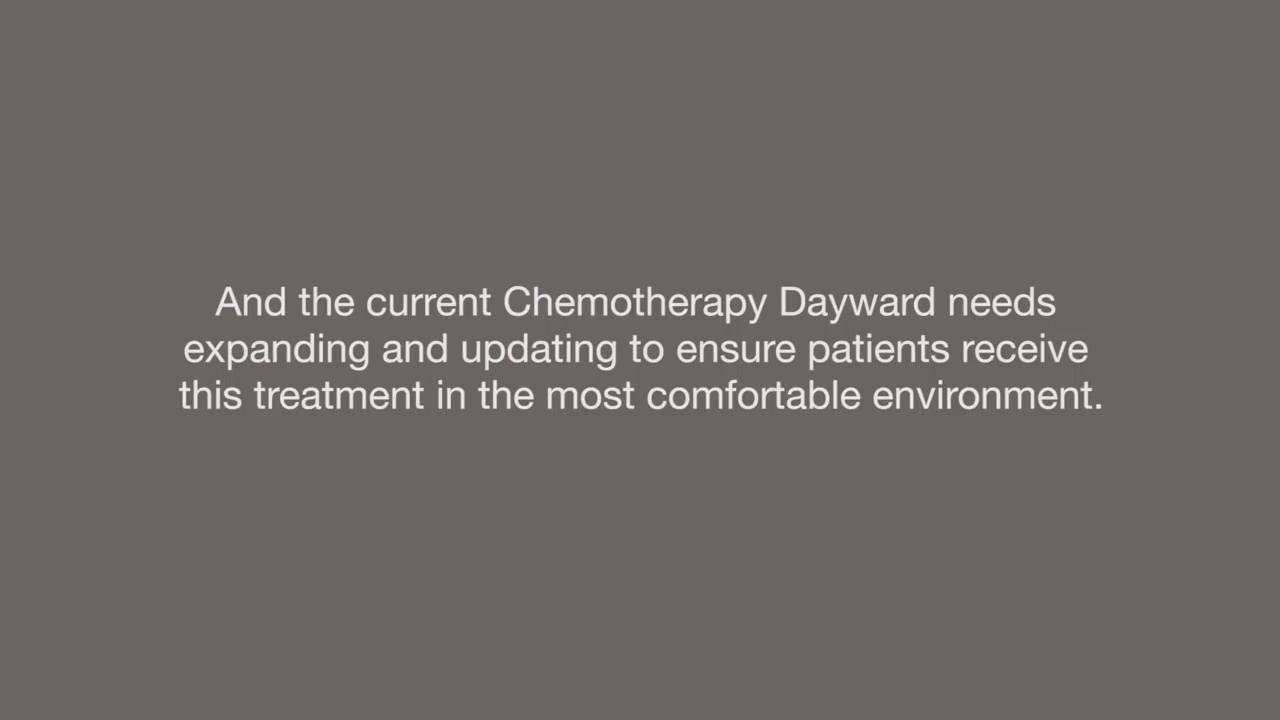 And the current Chemotherapy Dayward needs
expanding and updating to ensure patients receive
this treatment in the most comfortable environment.